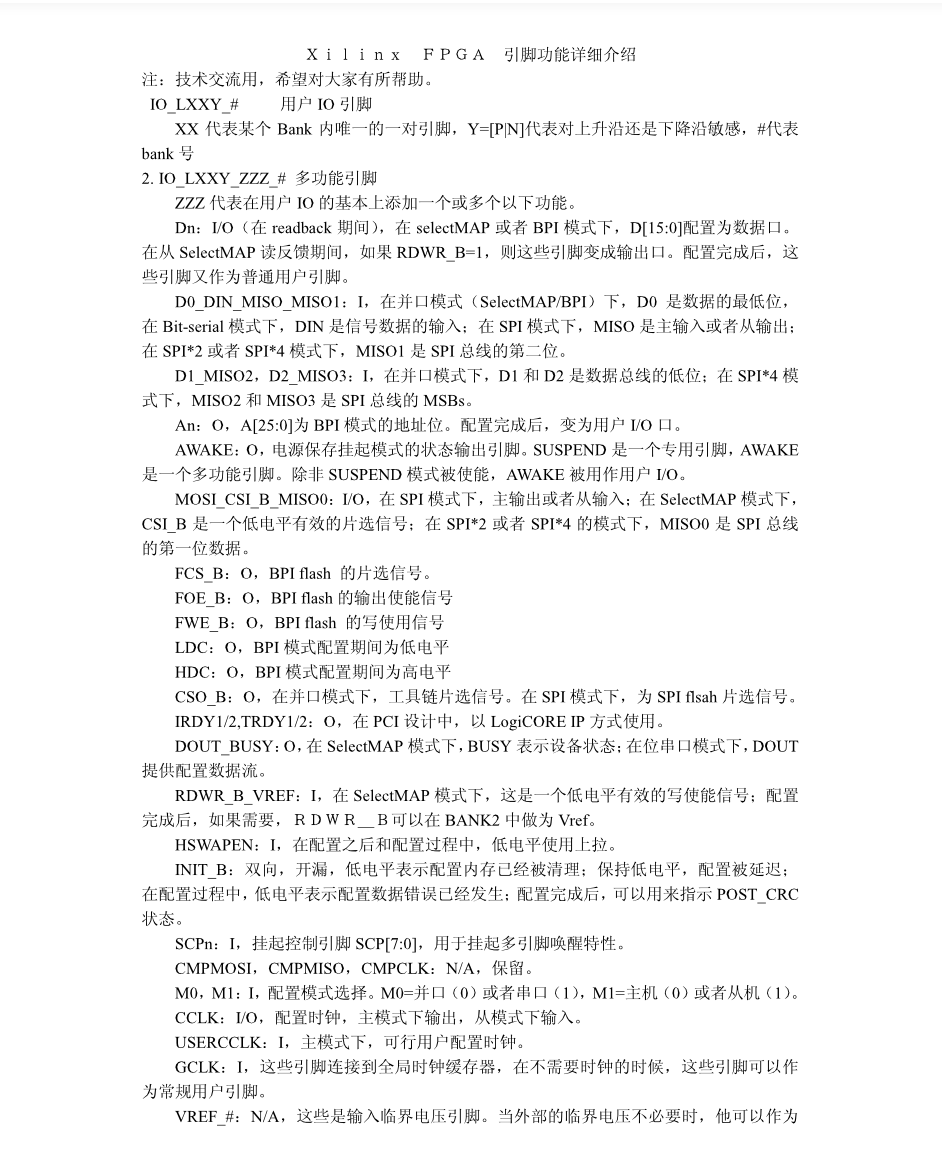 Ｘｉｌｉｎｘ　ＦＰＧＡ　引脚功能详细介绍
注：技术交流用，希望对大家有所帮助。
IO_LXXY_#　　用户 IO 引脚
XX 代表某个 Bank 内唯一的一对引脚，Y=[P|N]代表对上升沿还是下降沿敏感，#代表
bank 号
2. IO_LXXY_ZZZ_# 多功能引脚
ZZZ 代表在用户 IO 的基本上添加一个或多个以下功能。
Dn：I/O（在 readback 期间），在 selectMAP 或者 BPI 模式下，D[15:0]配置为数据口。
在从 SelectMAP 读反馈期间，如果 RDWR_B=1，则这些引脚变成输出口。配置完成后，这
些引脚又作为普通用户引脚。
D0_DIN_MISO_MISO1：I，在并口模式（SelectMAP/BPI）下，D0 是数据的最低位，
在 Bit-serial 模式下，DIN 是信号数据的输入；在 SPI 模式下，MISO 是主输入或者从输出；
在 SPI*2 或者 SPI*4 模式下，MISO1 是 SPI 总线的第二位。
D1_MISO2，D2_MISO3：I，在并口模式下，D1 和 D2 是数据总线的低位；在 SPI*4 模
式下，MISO2 和 MISO3 是 SPI 总线的 MSBs。
An：O，A[25:0]为 BPI 模式的地址位。配置完成后，变为用户 I/O 口。
AWAKE：O，电源保存挂起模式的状态输出引脚。SUSPEND 是一个专用引脚，AWAKE
是一个多功能引脚。除非 SUSPEND 模式被使能，AWAKE 被用作用户 I/O。
MOSI_CSI_B_MISO0：I/O，在 SPI 模式下，主输出或者从输入；在 SelectMAP 模式下，
CSI_B 是一个低电平有效的片选信号；在 SPI*2 或者 SPI*4 的模式下，MISO0 是 SPI 总线
的第一位数据。
FCS_B：O，BPI flash 的片选信号。
FOE_B：O，BPI flash 的输出使能信号
FWE_B：O，BPI flash 的写使用信号
LDC：O，BPI 模式配置期间为低电平
HDC：O，BPI 模式配置期间为高电平
CSO_B：O，在并口模式下，工具链片选信号。在 SPI 模式下，为 SPI flsah 片选信号。
IRDY1/2,TRDY1/2：O，在 PCI 设计中，以 LogiCORE IP 方式使用。
DOUT_BUSY：O，在 SelectMAP 模式下，BUSY 表示设备状态；在位串口模式下，DOUT
提供配置数据流。
RDWR_B_VREF：I，在 SelectMAP 模式下，这是一个低电平有效的写使能信号；配置
完成后，如果需要，ＲＤＷＲ＿Ｂ可以在 BANK2 中做为 Vref。
HSWAPEN：I，在配置之后和配置过程中，低电平使用上拉。
INIT_B：双向，开漏，低电平表示配置内存已经被清理；保持低电平，配置被延迟；
在配置过程中，低电平表示配置数据错误已经发生；配置完成后，可以用来指示 POST_CRC
状态。
SCPn：I，挂起控制引脚 SCP[7:0]，用于挂起多引脚唤醒特性。
CMPMOSI，CMPMISO，CMPCLK：N/A，保留。
M0，M1：I，配置模式选择。M0=并口（0）或者串口（1），M1=主机（0）或者从机（1）。
CCLK：I/O，配置时钟，主模式下输出，从模式下输入。
USERCCLK：I，主模式下，可行用户配置时钟。
GCLK：I，这些引脚连接到全局时钟缓存器，在不需要时钟的时候，这些引脚可以作
为常规用户引脚。
VREF_#：N/A，这些是输入临界电压引脚。当外部的临界电压不必要时，他可以作为